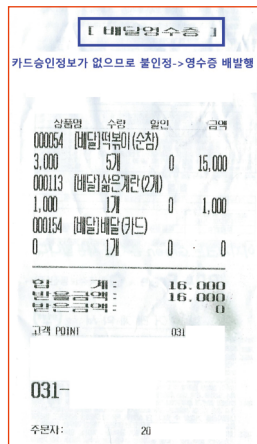 [ 배달영수증 ]
카드승인정보가 없으므로 불인정->영수증 배발행
상품명 수량 할인 금액
000054 [배달]떡볶이(순참)
3,000 5개 0 15,000
000113 [배달]삶은계란(2개)
1,000 1개 0 1,000
000154 [배달]배달(카드)
0 1개 0 0
합 계: 16,000
받을금액: 16,000
받은금액: 0
고객 POINT 031
031-
주문자: 20